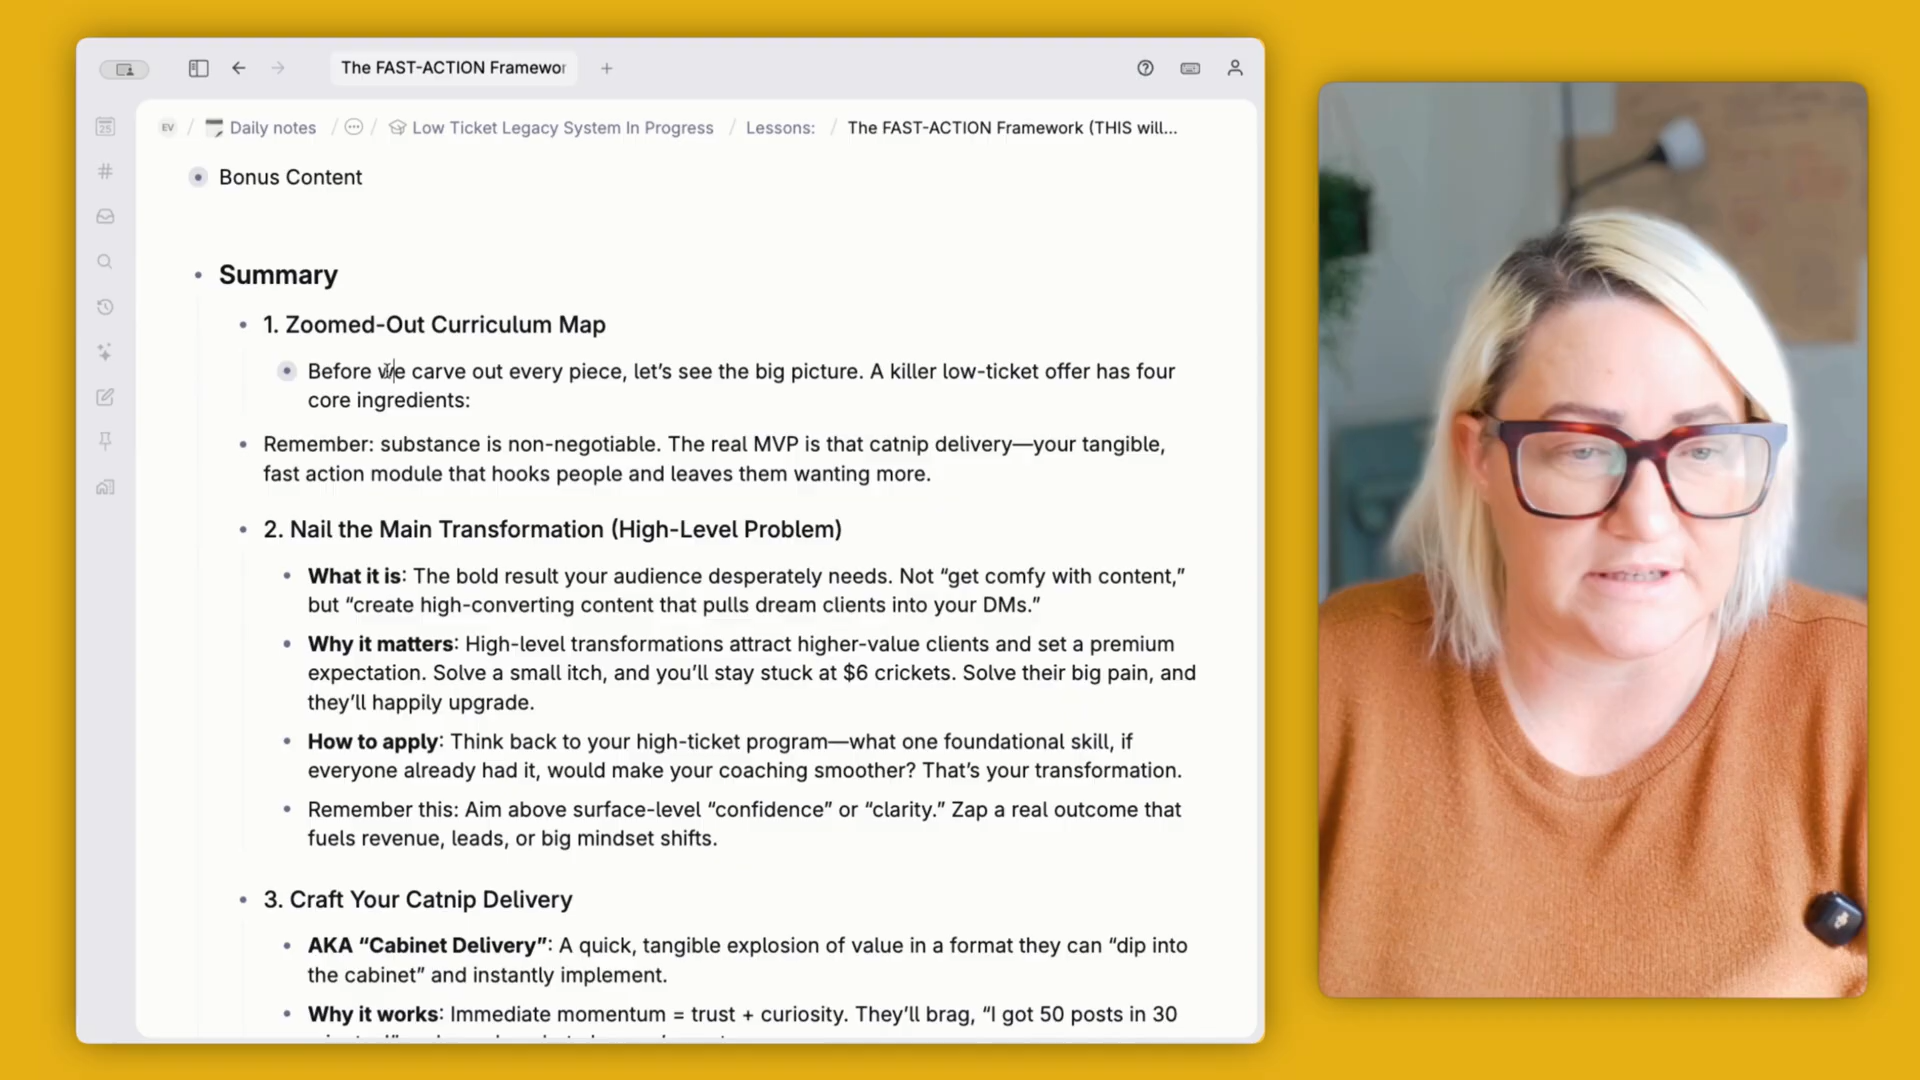 The FAST-ACTION Framewor
25
EV / Daily notes / / Low Ticket Legacy System In Progress / Lessons: / The FAST-ACTION Framework (THIS will...
Bonus Content
Summary
1. Zoomed-Out Curriculum Map
Before we carve out every piece, let’s see the big picture. A killer low-ticket offer has four
core ingredients:
Remember: substance is non-negotiable. The real MVP is that catnip delivery—your tangible,
fast action module that hooks people and leaves them wanting more.
2. Nail the Main Transformation (High-Level Problem)
What it is: The bold result your audience desperately needs. Not “get comfy with content,”
but “create high-converting content that pulls dream clients into your DMs.”
Why it matters: High-level transformations attract higher-value clients and set a premium
expectation. Solve a small itch, and you’ll stay stuck at $6 crickets. Solve their big pain, and
they’ll happily upgrade.
How to apply: Think back to your high-ticket program—what one foundational skill, if
everyone already had it, would make your coaching smoother? That’s your transformation.
Remember this: Aim above surface-level “confidence” or “clarity.” Zap a real outcome that
fuels revenue, leads, or big mindset shifts.
3. Craft Your Catnip Delivery
AKA “Cabinet Delivery”: A quick, tangible explosion of value in a format they can “dip into
the cabinet” and instantly implement.
Why it works: Immediate momentum = trust + curiosity. They’ll brag, “I got 50 posts in 30